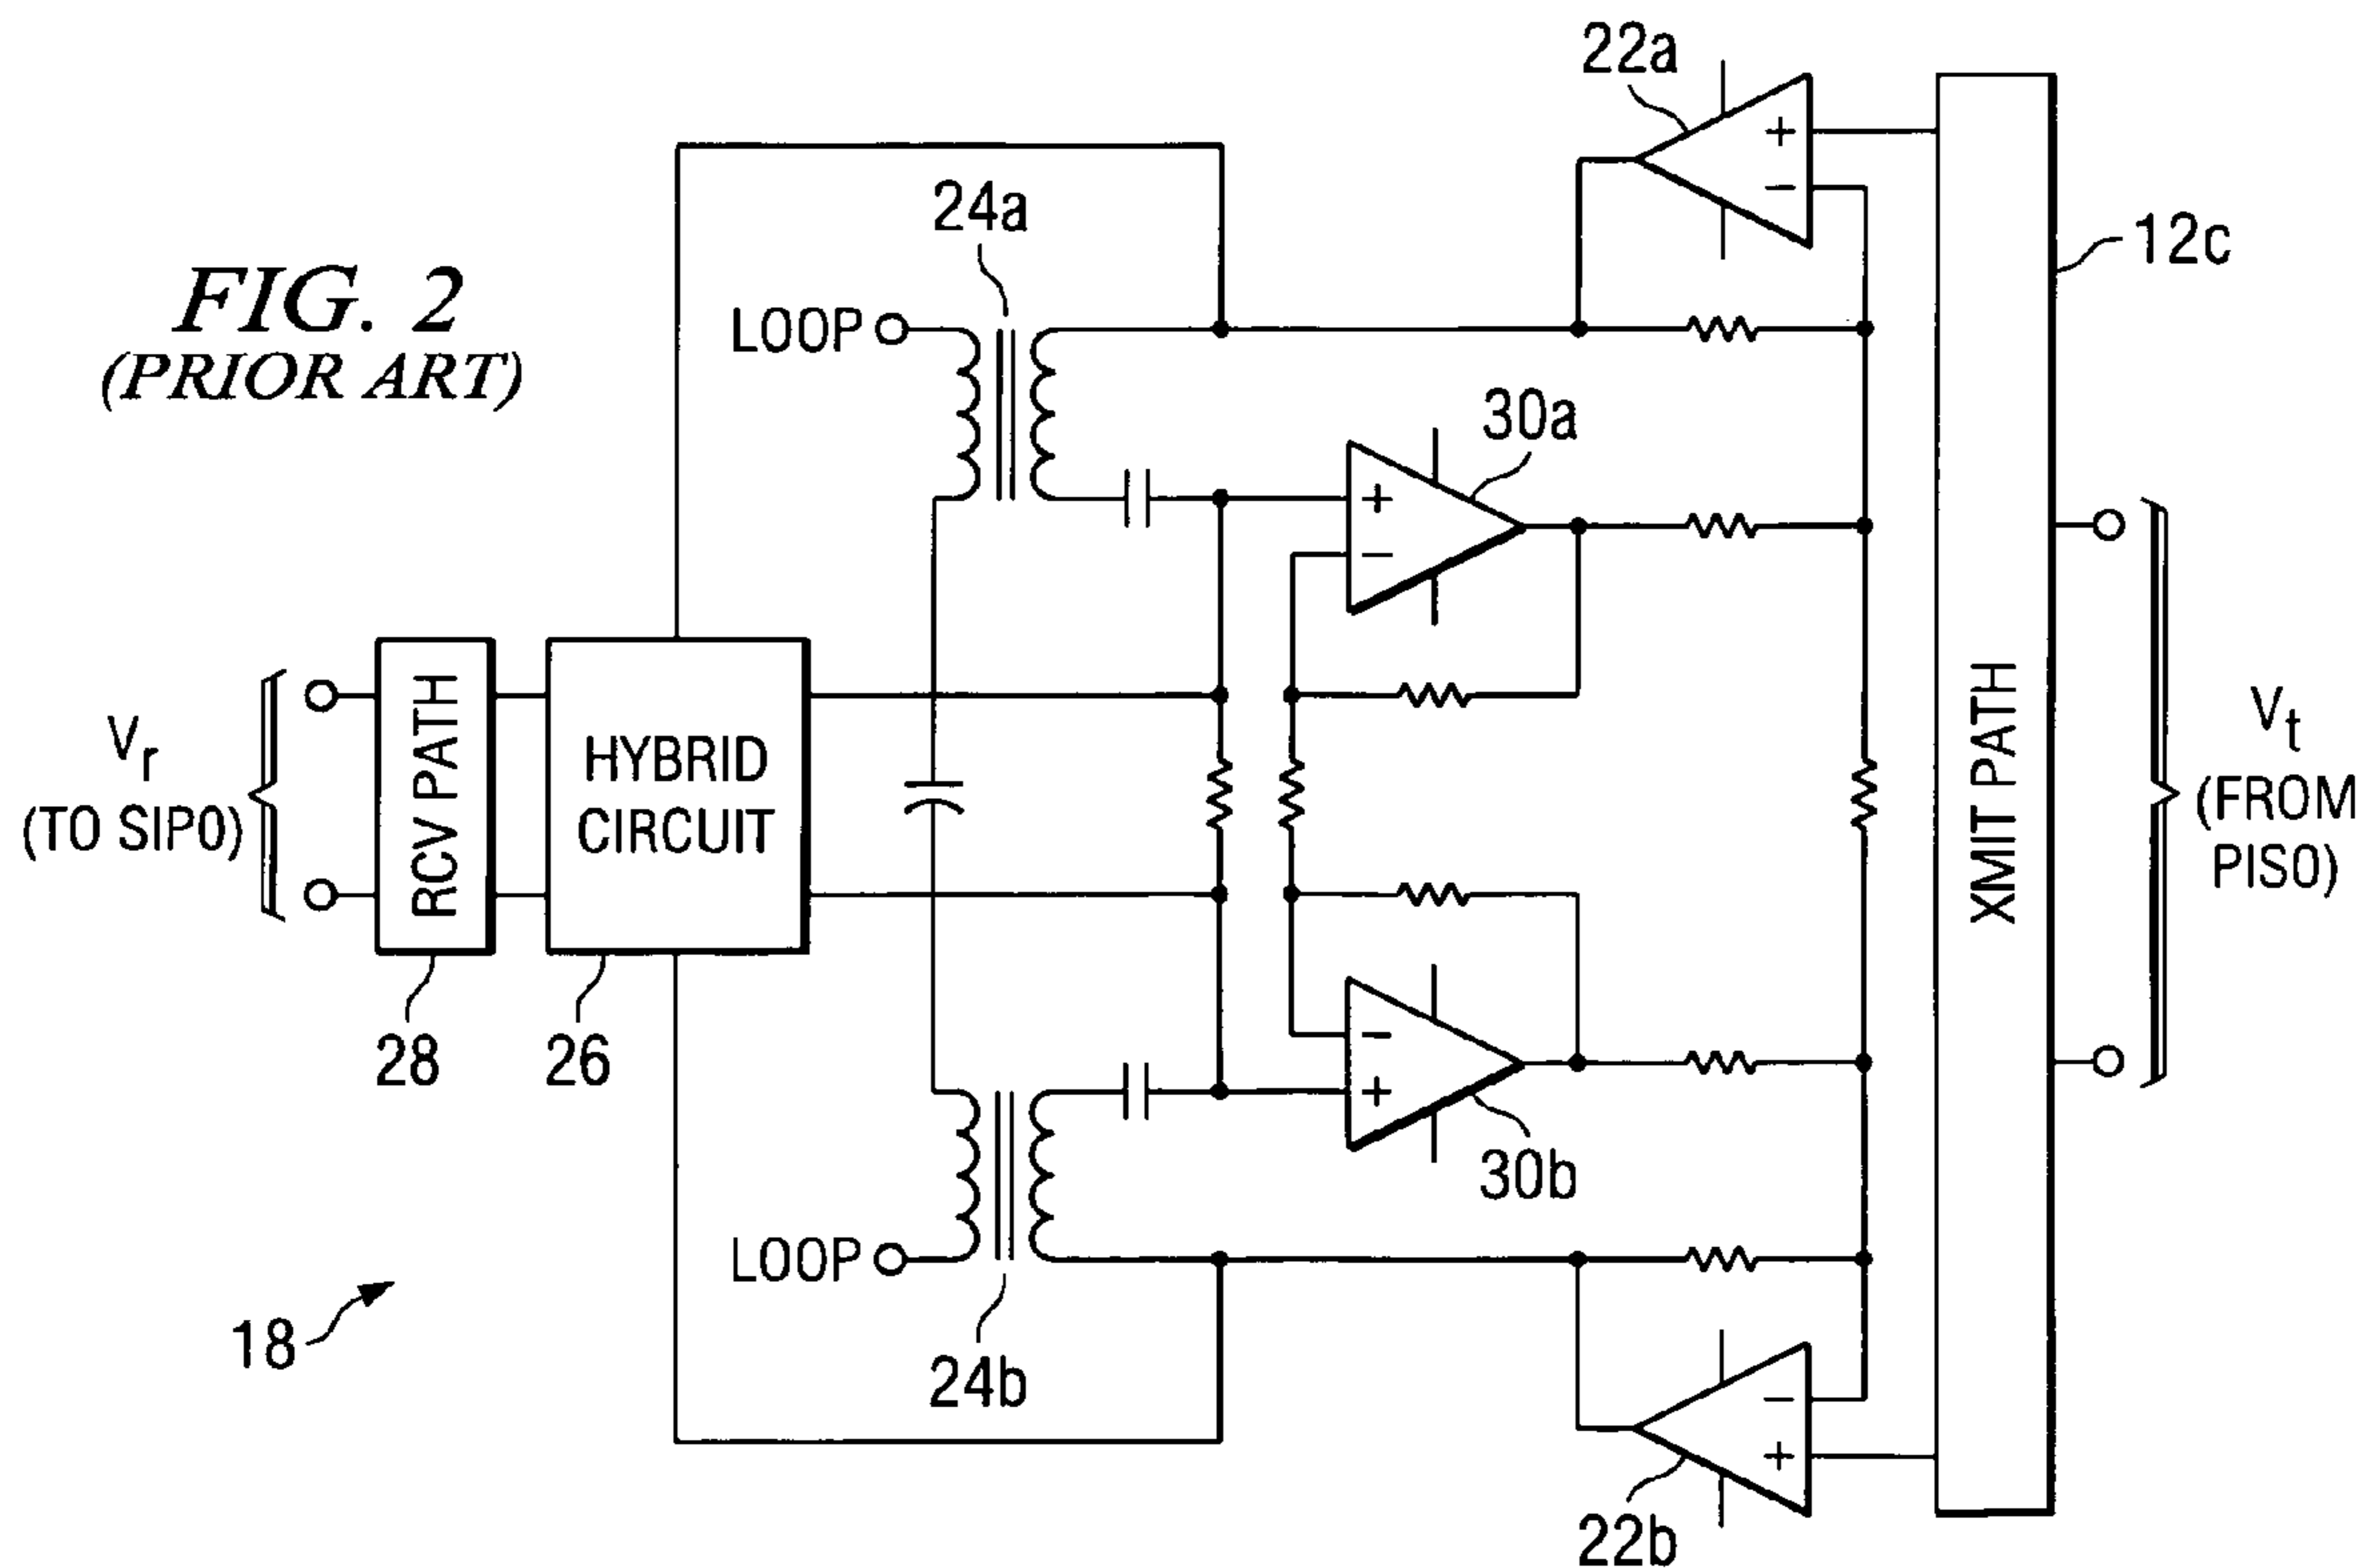 FIG. 2
(PRIOR ART)
22a
24a
12c
LOOP
30a
+
−
+
−
Vr
(TO SIPO)
RCV PATH
HYBRID
CIRCUIT
XMIT PATH
Vt
(FROM
PISO)
28
26
−
+
30b
LOOP
18
24b
−
+
22b